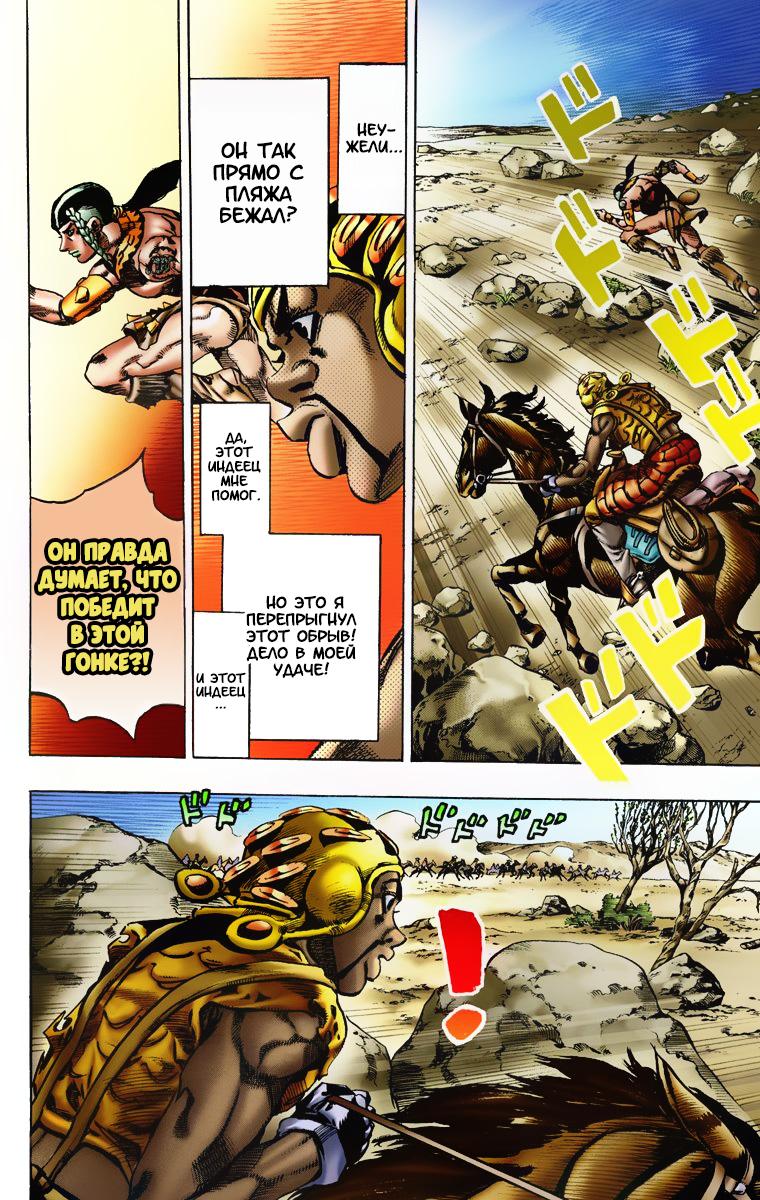 ド
ド
ド
ド
ド
ド
НЕУ-
ЖЕЛИ...
ОН ТАК
ПРЯМО С
ПЛЯЖА
БЕЖАЛ?
ДА,
ЭТОТ
ИНДЕЕЦ
МНЕ
ПОМОГ.
НО ЭТО Я
ПЕРЕПРЫГНУЛ
ЭТОТ ОБРЫВ!
ДЕЛО В МОЕЙ
УДАЧЕ!
И ЭТОТ
ИНДЕЕЦ
...
ОН ПРАВДА
ДУМАЕТ, ЧТО
ПОБЕДИТ
В ЭТОЙ
ГОНКЕ?!
ドドドド
ドド
!